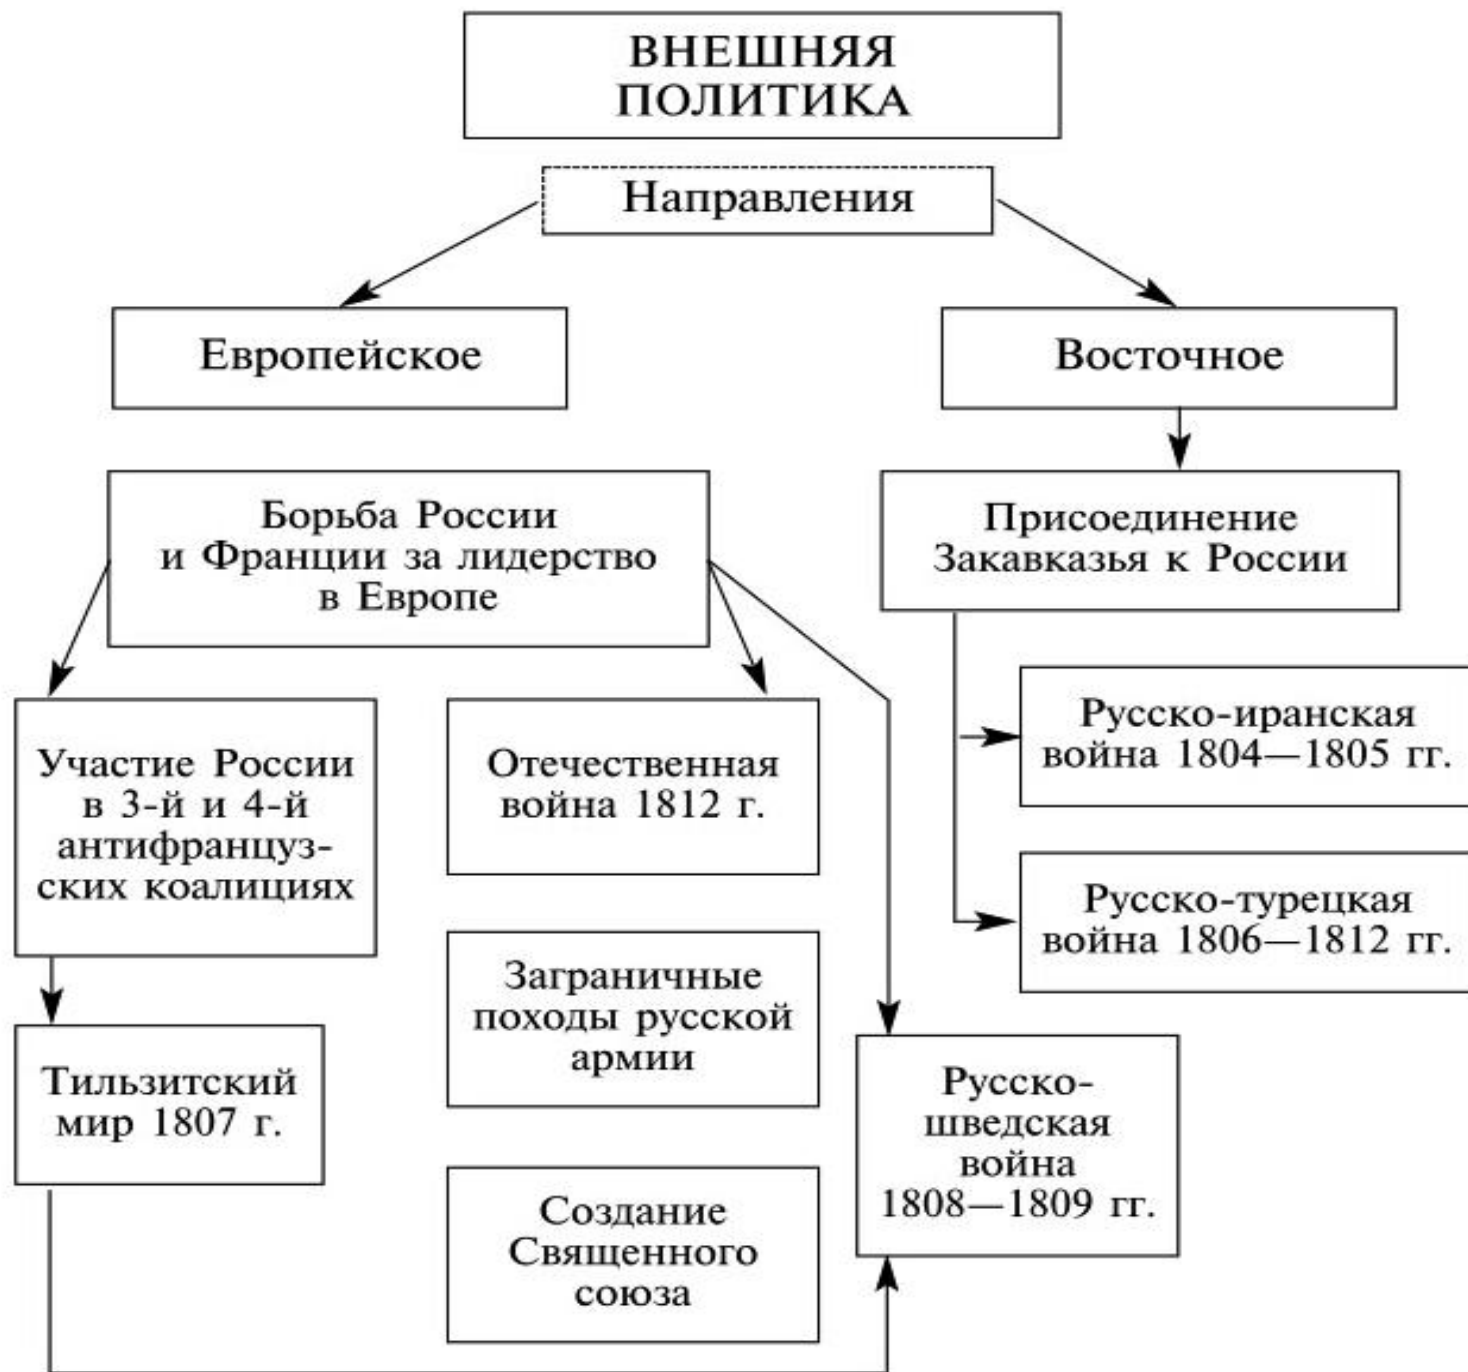 ВНЕШНЯЯ
ПОЛИТИКА
Направления
Европейское
Восточное
Борьба России
и Франции за лидерство
в Европе
Присоединение
Закавказья к России
Участие России
в 3-й и 4-й
антифранцуз-
ских коалициях
Отечественная
война 1812 г.
Русско-иранская
война 1804—1805 гг.
Русско-турецкая
война 1806—1812 гг.
Заграничные
походы русской
армии
Тильзитский
мир 1807 г.
Русско-
шведская
война
1808—1809 гг.
Создание
Священного
союза